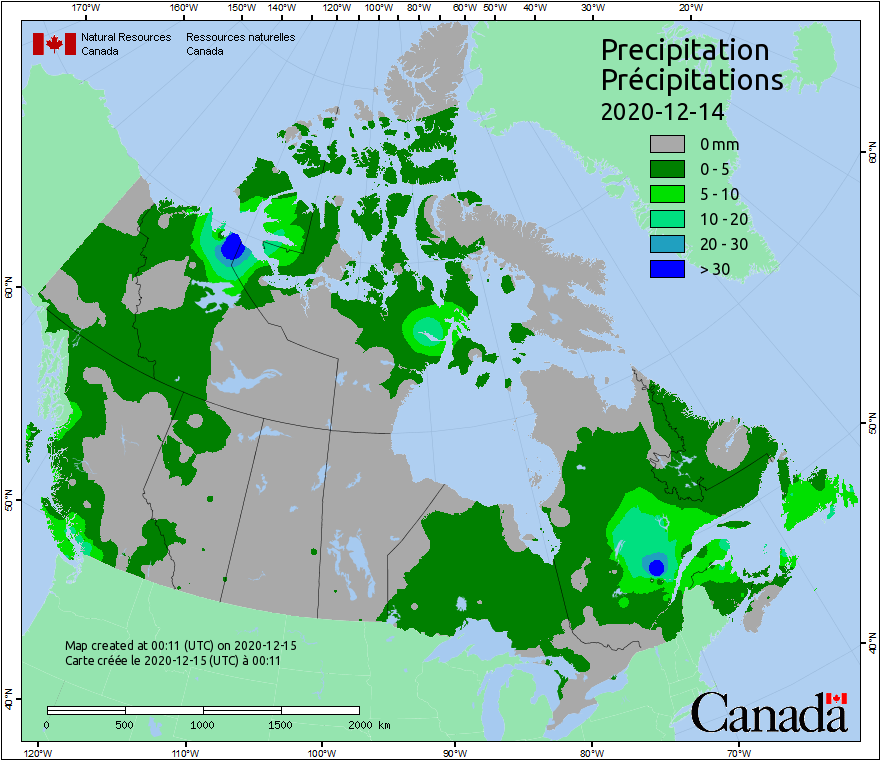 170°W 160°W 150°W 140°W 130°W 120°W 110°W 100°W 90°W 80°W 60°W 50°W 40°W 30°W 20°W
Natural Resources Ressources naturelles
Canada Canada
Precipitation
Précipitations
2020-12-14
0 mm
0 - 5
5 - 10
10 - 20
20 - 30
> 30
60°N
60°N
50°N
50°N
40°N
40°N
Map created at 00:11 (UTC) on 2020-12-15
Carte créée le 2020-12-15 (UTC) à 00:11
0 500 1000 1500 2000 km
Canada
120°W 110°W 100°W 90°W 80°W 70°W